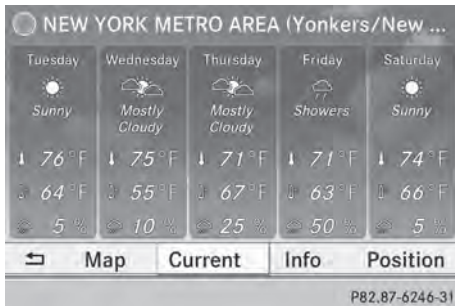 NEW YORK METRO AREA (Yonkers/New ...
Tuesday Wednesday Thursday Friday Saturday
Sunny Mostly Cloudy Mostly Cloudy Showers Sunny
76°F 75°F 71°F 71°F 74°F
64°F 55°F 67°F 63°F 66°F
5 % 10 % 25 % 50 % 5 %
Map Current Info Position
P82.87-6246-31